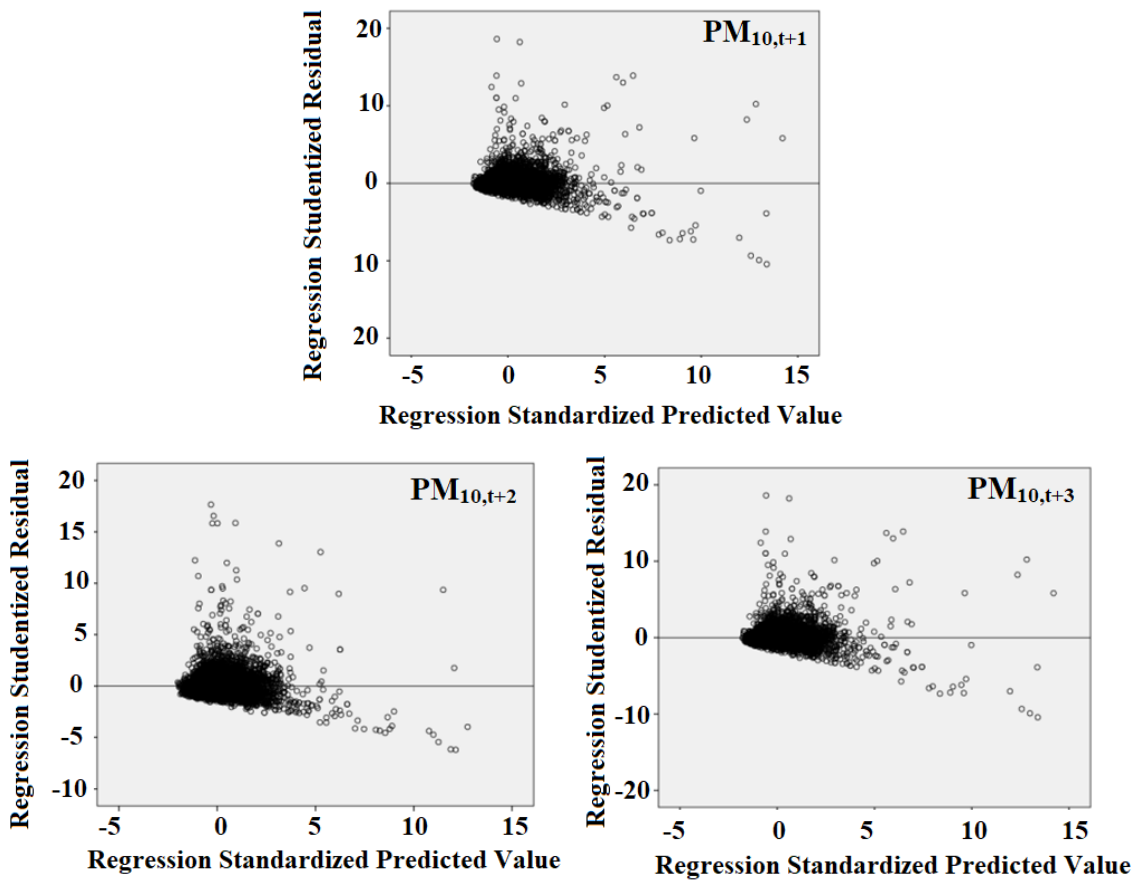 20
10
0
10
20
Regression Studentized Residual
PM10,t+1
-5 0 5 10 15
Regression Standardized Predicted Value
20
15
10
5
0
-5
-10
Regression Studentized Residual
PM10,t+2
-5 0 5 10 15
Regression Standardized Predicted Value
20
10
0
-10
-20
Regression Studentized Residual
PM10,t+3
-5 0 5 10 15
Regression Standardized Predicted Value